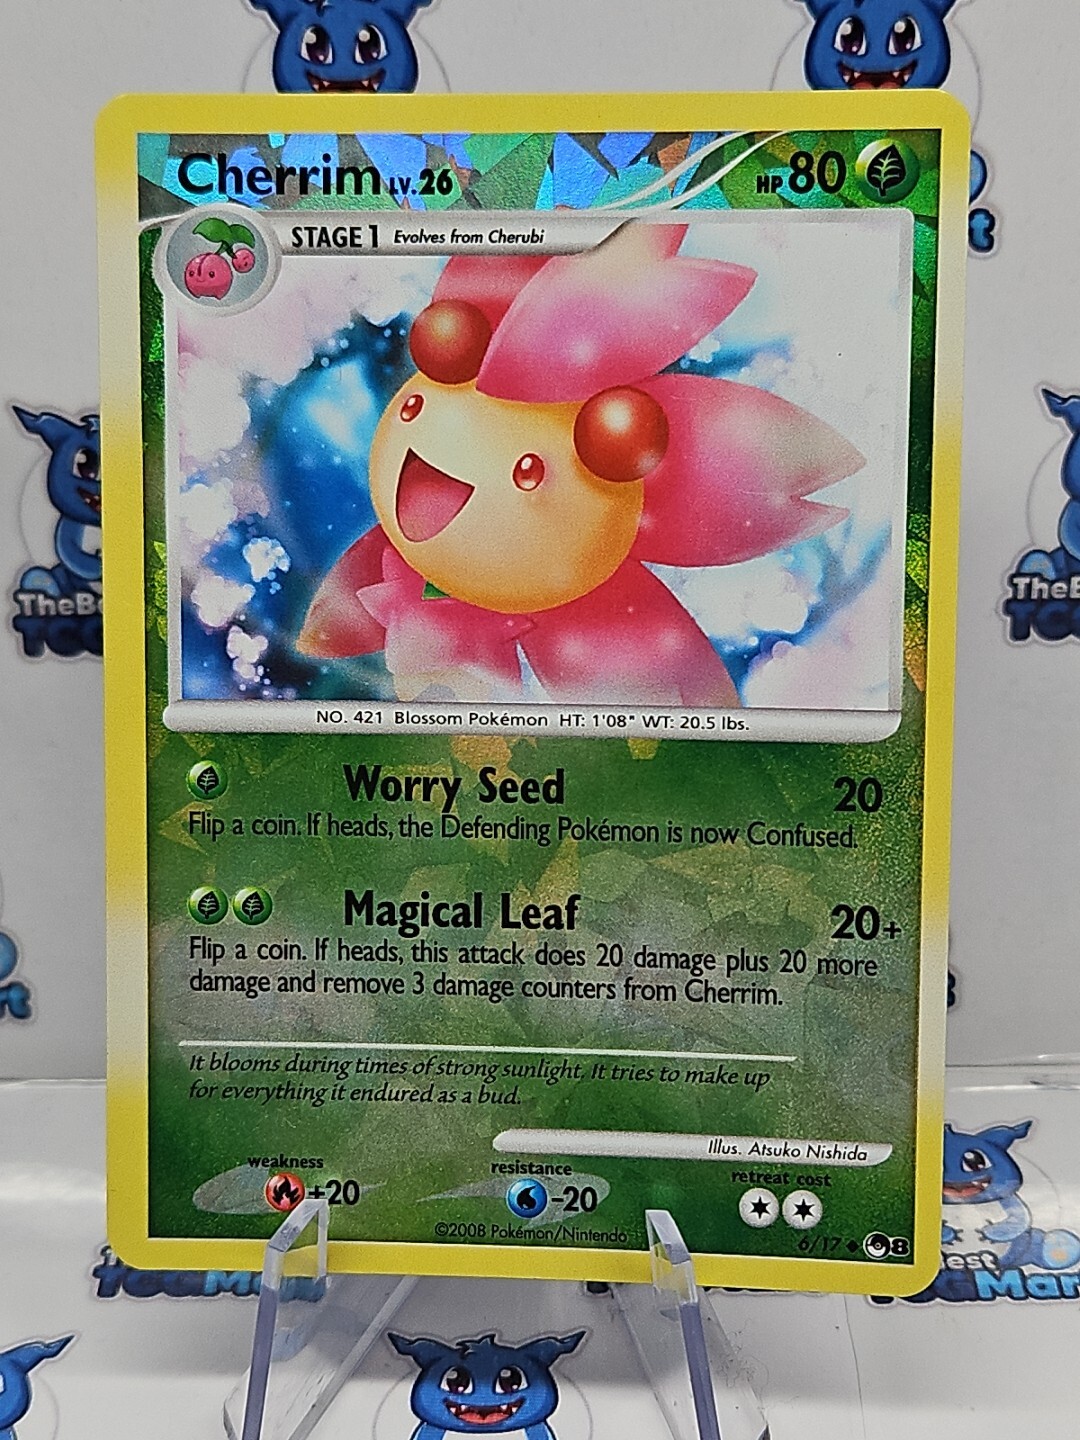 Cherrim LV.26
HP 80
STAGE 1 Evolves from Cherubi
NO. 421 Blossom Pokémon HT: 1'08" WT: 20.5 lbs.
Worry Seed 20
Flip a coin. If heads, the Defending Pokémon is now Confused.
Magical Leaf 20+
Flip a coin. If heads, this attack does 20 damage plus 20 more
damage and remove 3 damage counters from Cherrim.
It blooms during times of strong sunlight. It tries to make up
for everything it endured as a bud.
Illus. Atsuko Nishida
weakness
+20
resistance
-20
retreat cost
©2008 Pokémon/Nintendo
6/17
8